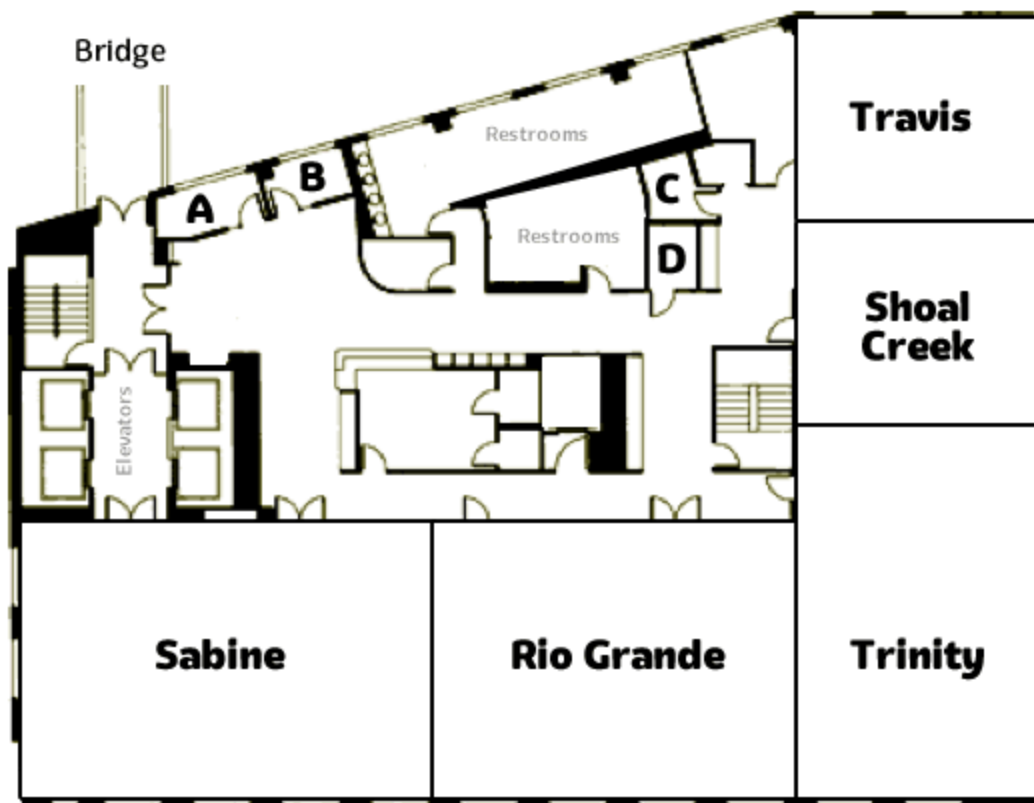 Bridge
Travis
Restrooms
B
A
C
Restrooms
D
Shoal
Creek
Elevators
Sabine
Rio Grande
Trinity